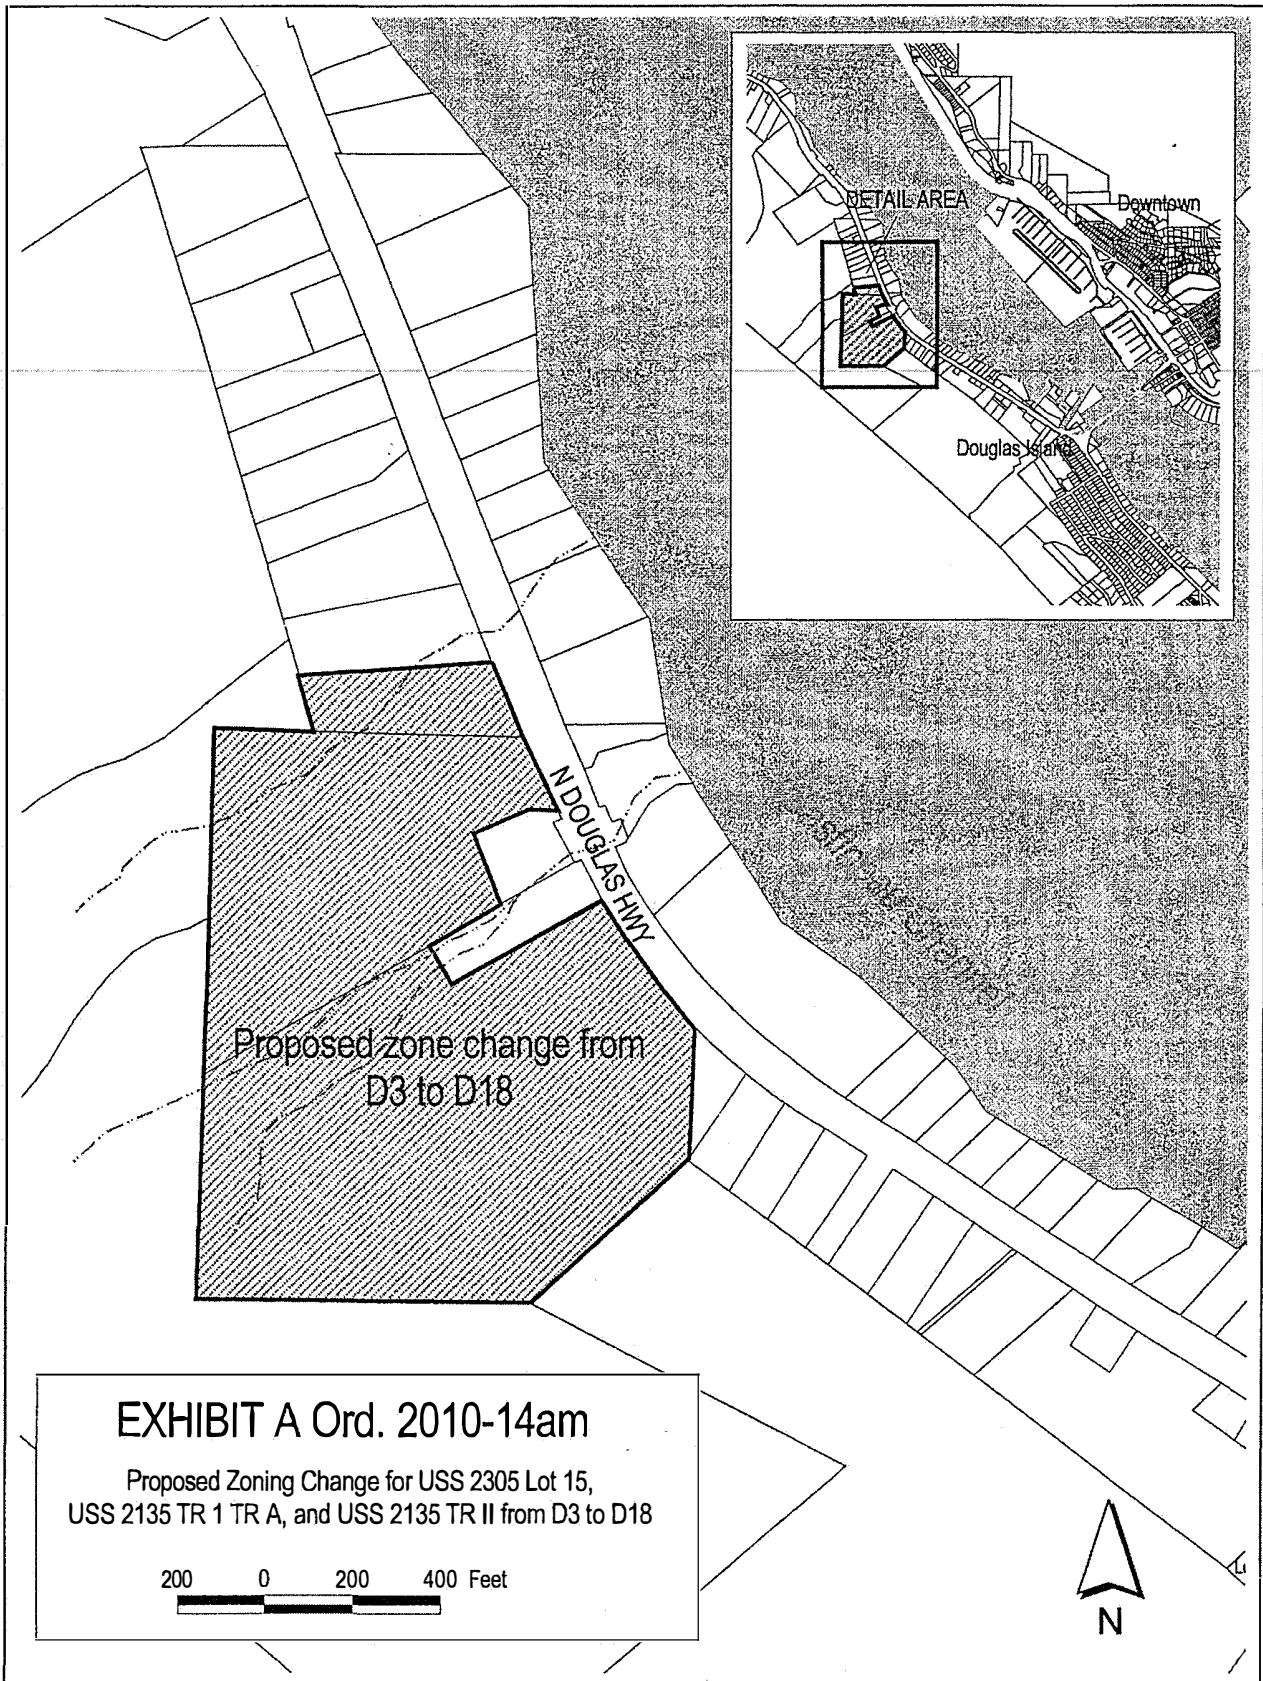 DETAIL AREA
Downtown
Douglas Island
N DOUGLAS HWY
Proposed zone change from
D3 to D18
EXHIBIT A Ord. 2010-14am
Proposed Zoning Change for USS 2305 Lot 15,
USS 2135 TR 1 TR A, and USS 2135 TR II from D3 to D18
200 0 200 400 Feet
N